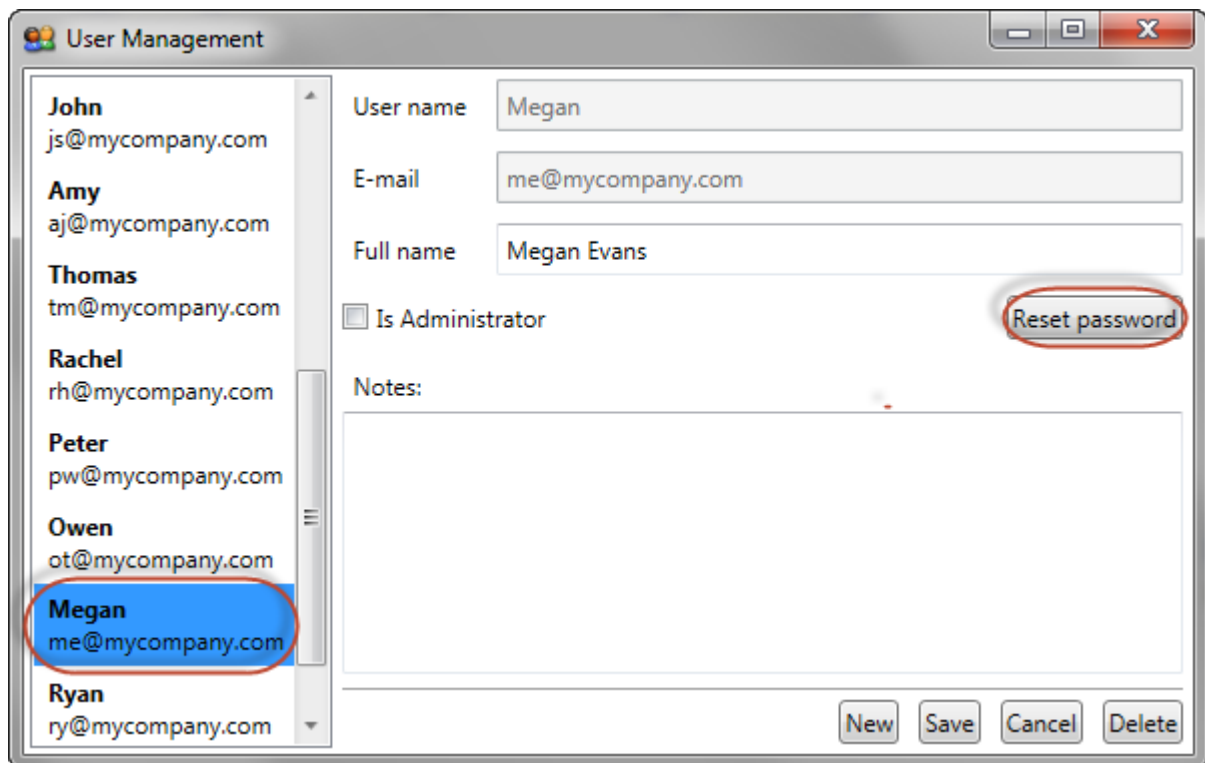 User Management
John
js@mycompany.com
Amy
aj@mycompany.com
Thomas
tm@mycompany.com
Rachel
rh@mycompany.com
Peter
pw@mycompany.com
Owen
ot@mycompany.com
Megan
me@mycompany.com
Ryan
ry@mycompany.com
User name Megan
E-mail me@mycompany.com
Full name Megan Evans
Is Administrator Reset password
Notes:
New Save Cancel Delete